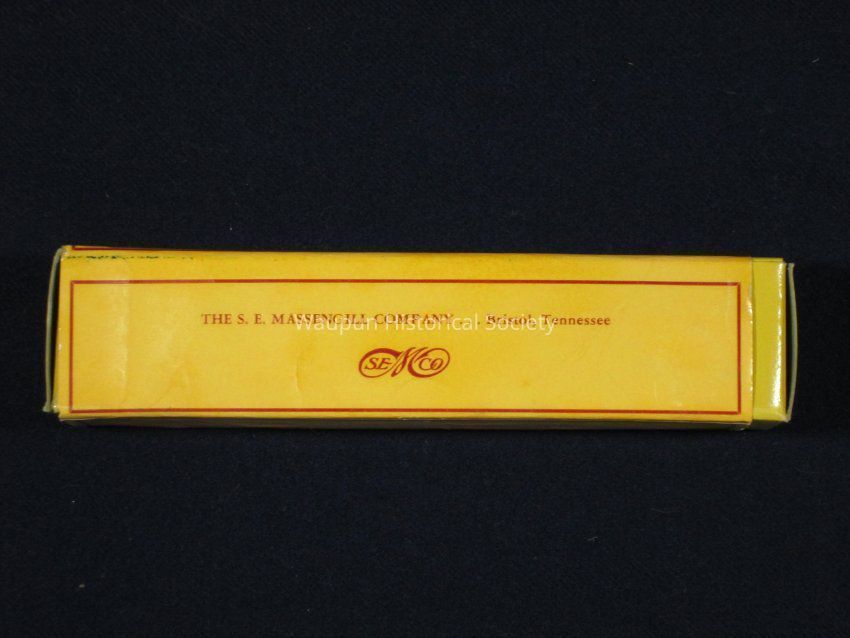 THE S. E. MASSENGILL COMPANY . . . Bristol, Tennessee
Waupun Historical Society
SEMCO